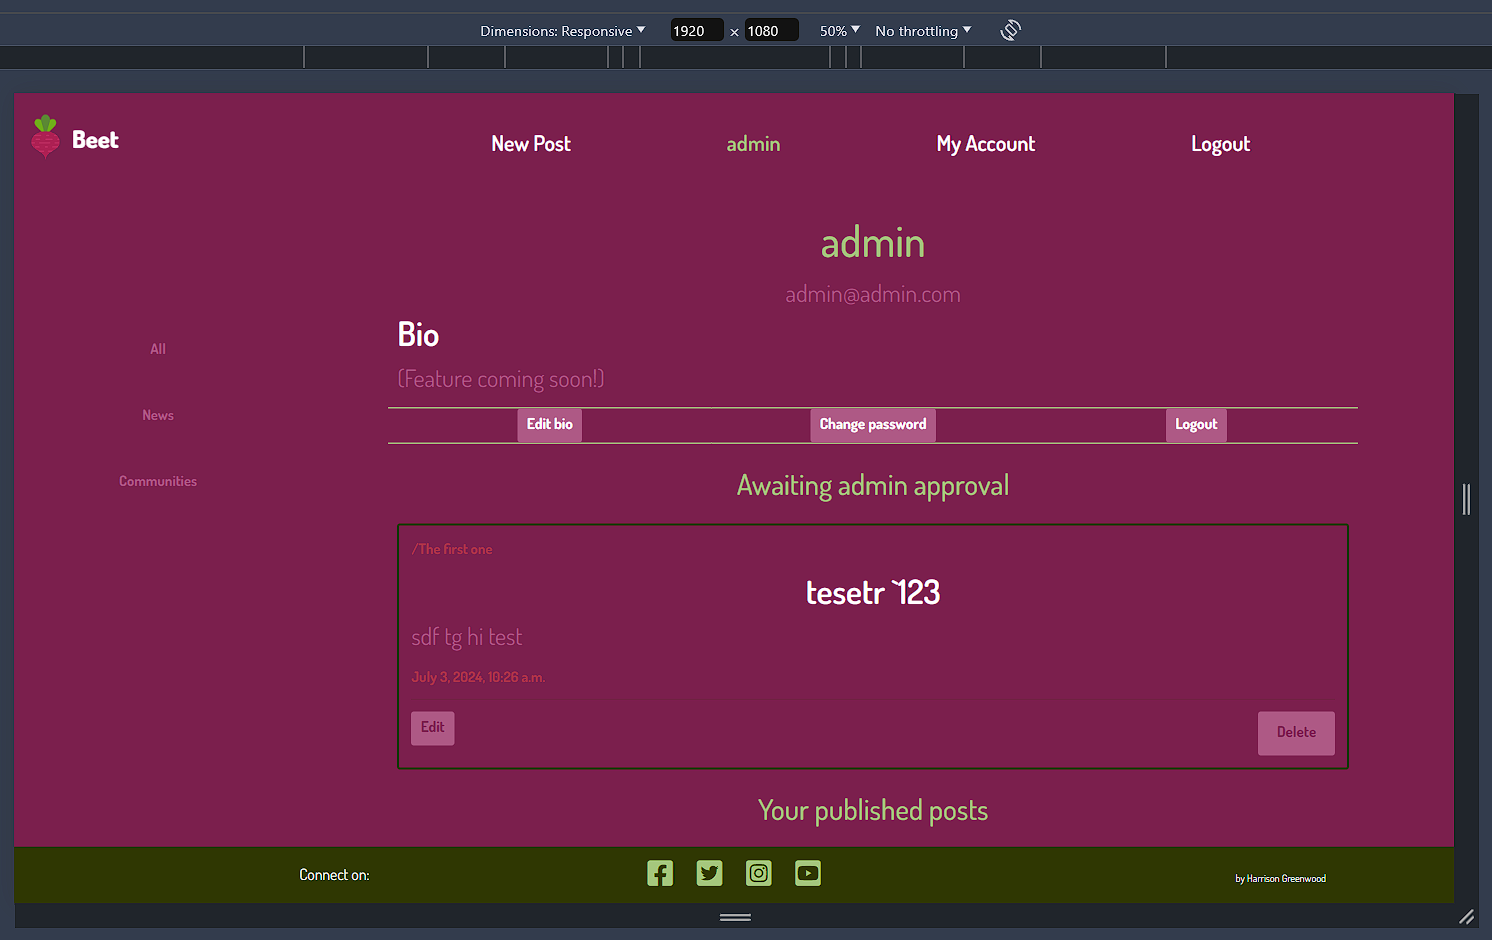 Dimensions: Responsive 1920 x 1080 50% No throttling
Beet New Post admin My Account Logout
admin
admin@admin.com
Bio
(Feature coming soon!)
All
News
Communities
Edit bio Change password Logout
Awaiting admin approval
/The first one
tesetr `123
sdf tg hi test
July 3, 2024, 10:26 a.m.
Edit Delete
Your published posts
Connect on: by Harrison Greenwood